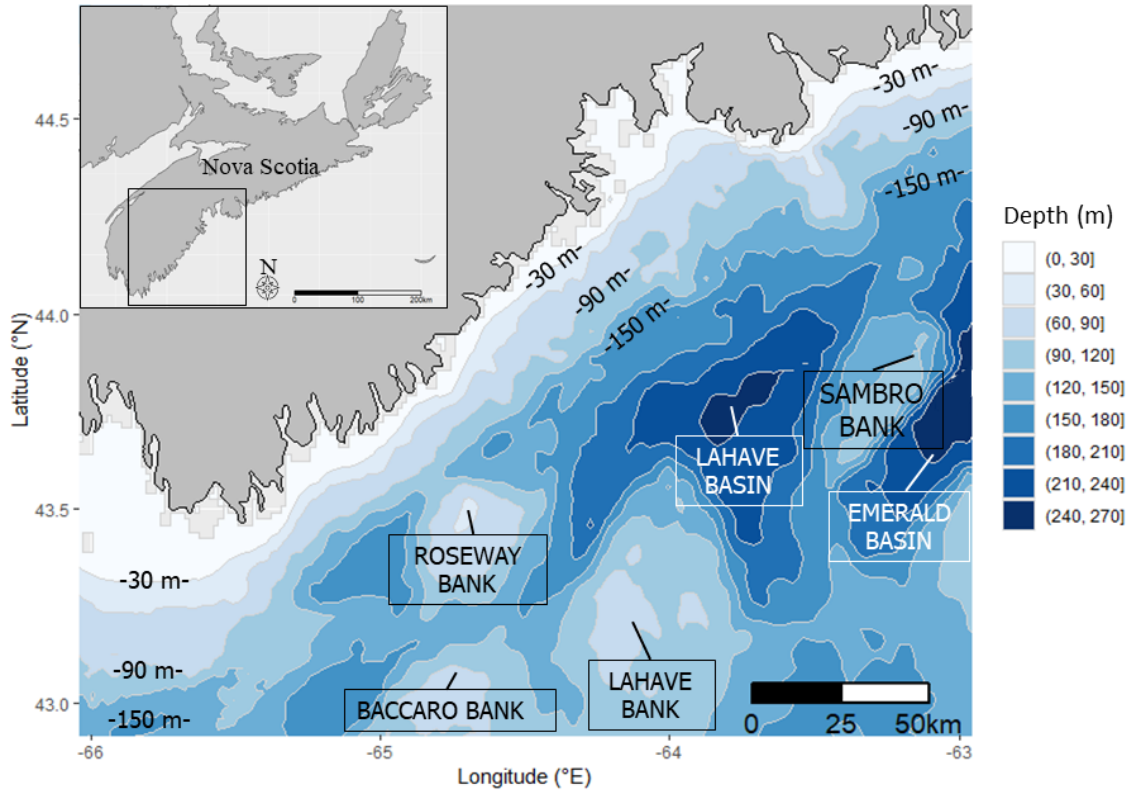 Nova Scotia
N
0 100 200km
-30 m-
-90 m-
-150 m-
-30 m-
-90 m-
-150 m-
SAMBRO
BANK
LAHAVE
BASIN
EMERALD
BASIN
ROSEWAY
BANK
-30 m-
-90 m-
-150 m-
BACCARO BANK
LAHAVE
BANK
0 25 50km
44.5
44.0
43.5
43.0
Latitude (°N)
-66 -65 -64 -63
Longitude (°E)
Depth (m)
(0, 30]
(30, 60]
(60, 90]
(90, 120]
(120, 150]
(150, 180]
(180, 210]
(210, 240]
(240, 270]